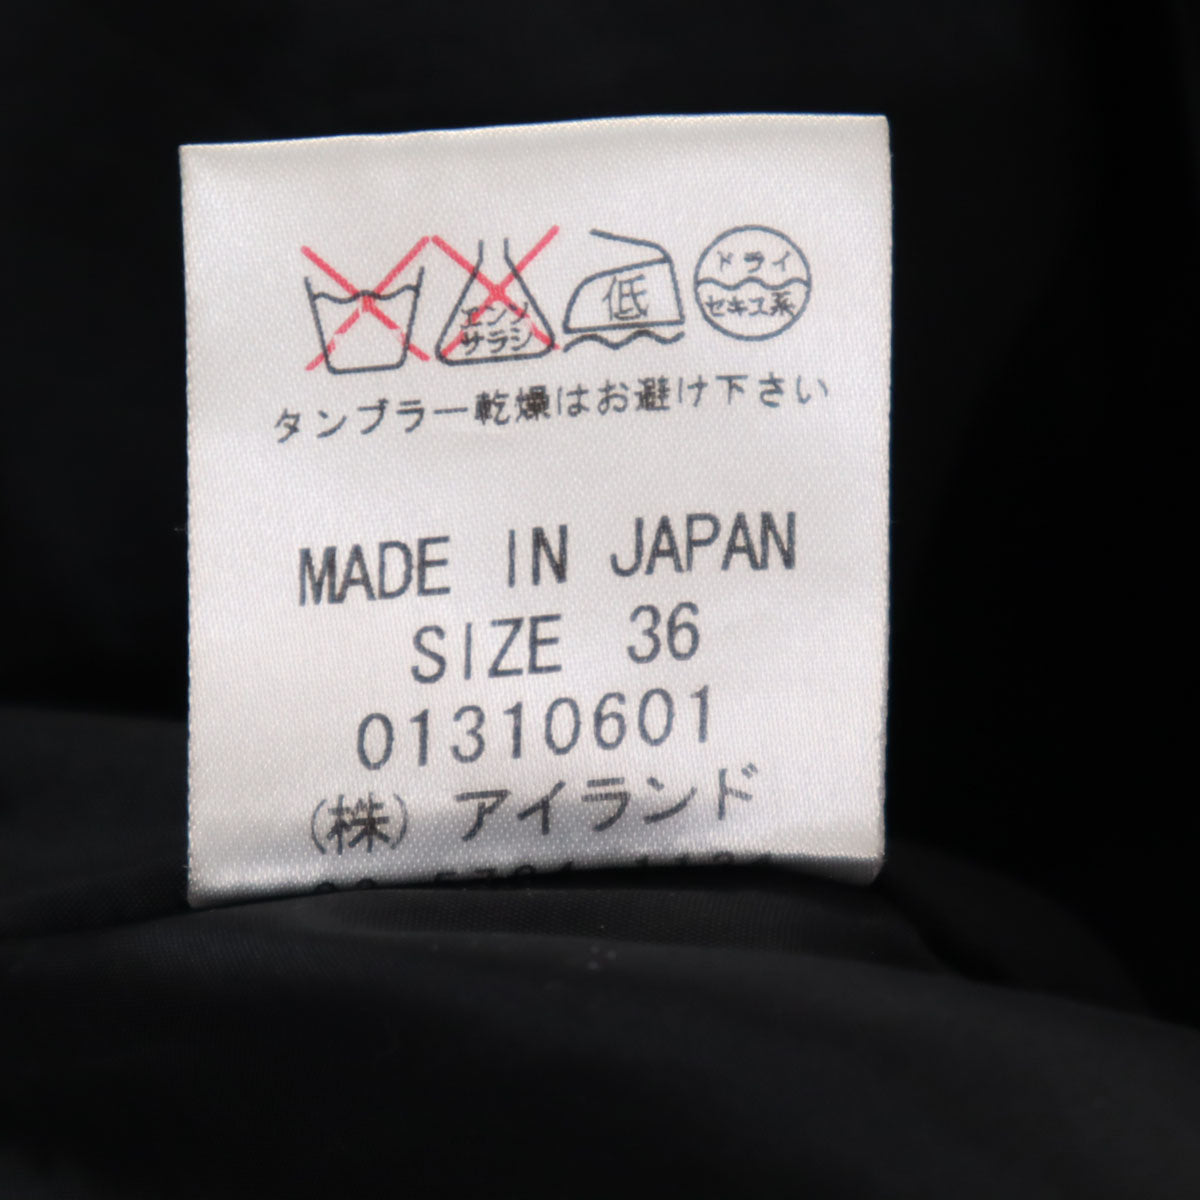 エンソ サラシ 低 ドライ セキユ系
タンブラー乾燥はお避け下さい
MADE IN JAPAN
SIZE 36
01310601
(株) アイランド